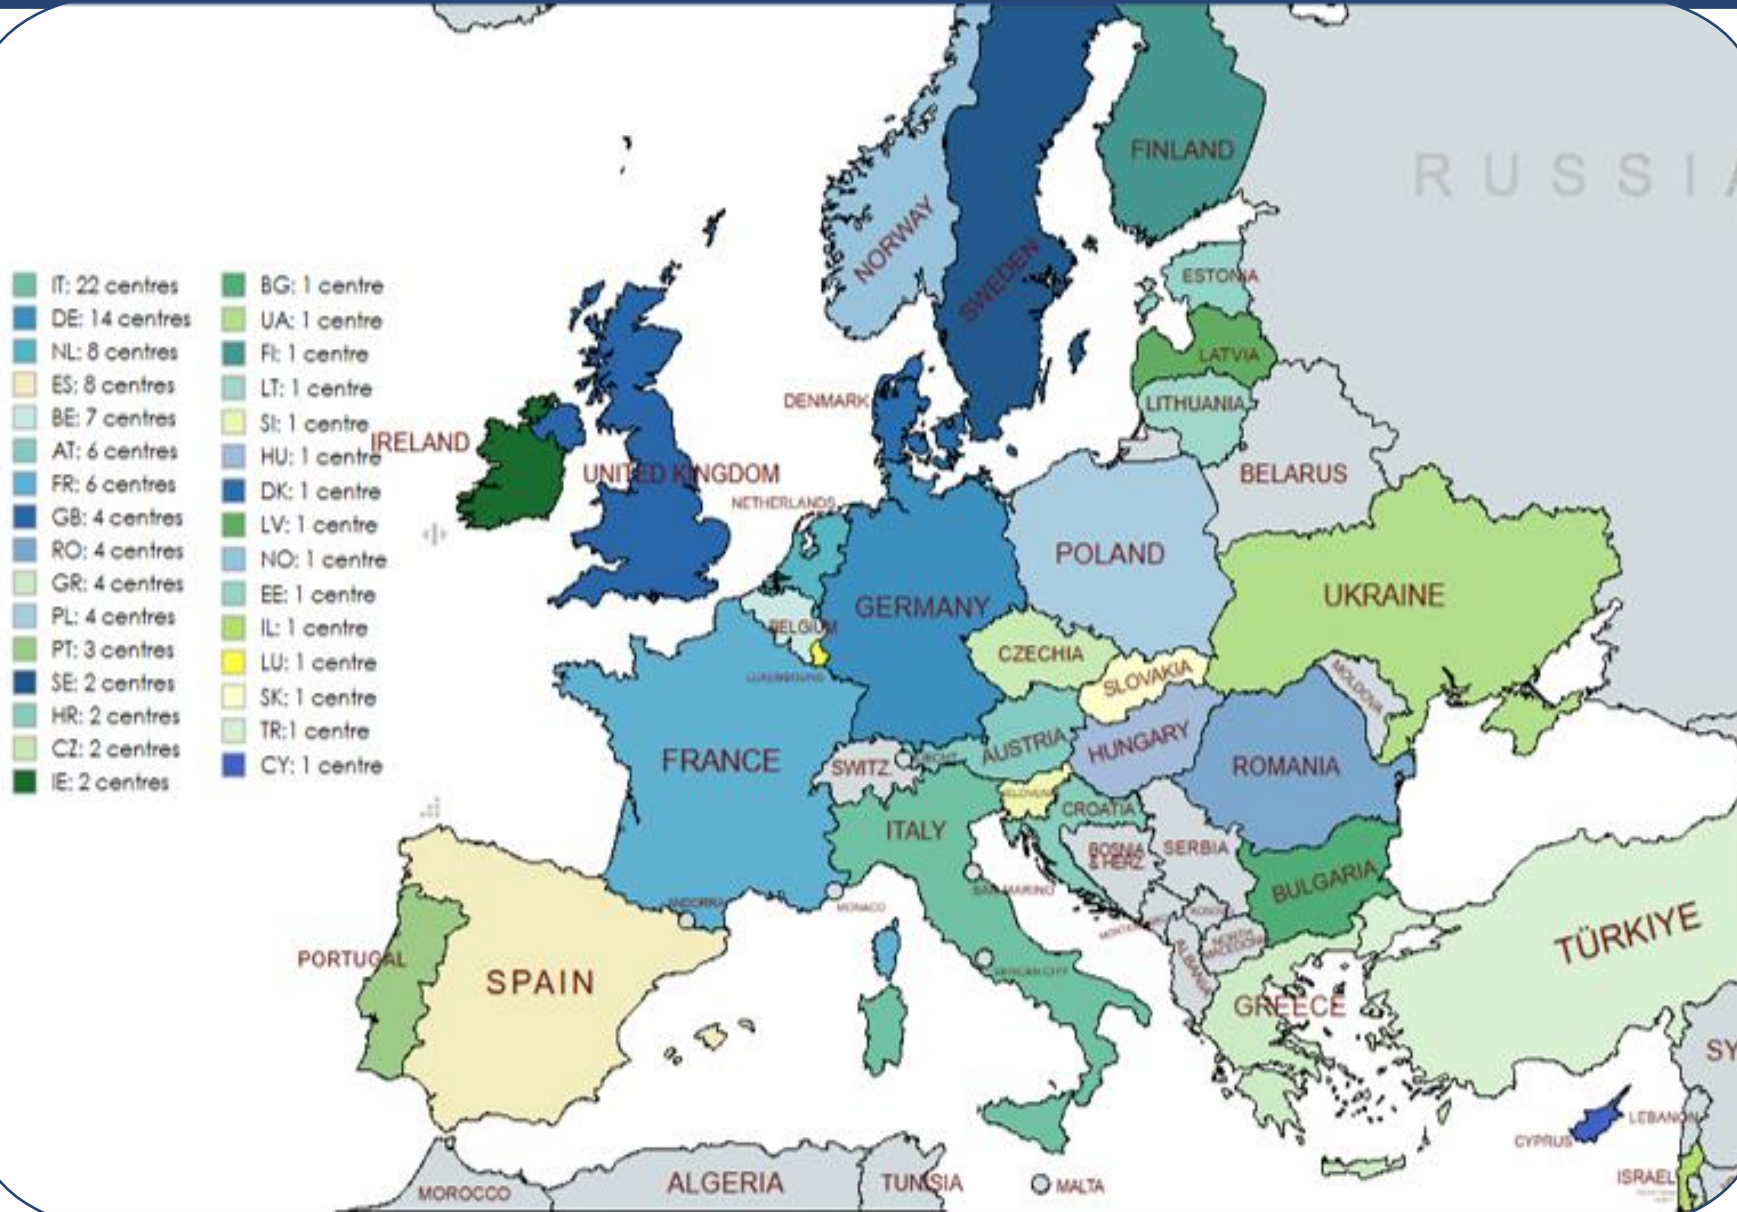 IT: 22 centres
DE: 14 centres
NL: 8 centres
ES: 8 centres
BE: 7 centres
AT: 6 centres
FR: 6 centres
GB: 4 centres
RO: 4 centres
GR: 4 centres
PL: 4 centres
PT: 3 centres
SE: 2 centres
HR: 2 centres
CZ: 2 centres
IE: 2 centres
BG: 1 centre
UA: 1 centre
FI: 1 centre
LT: 1 centre
SI: 1 centre
HU: 1 centre
DK: 1 centre
LV: 1 centre
NO: 1 centre
EE: 1 centre
IL: 1 centre
LU: 1 centre
SK: 1 centre
TR:1 centre
CY: 1 centre
FINLAND
RUSSIA
NORWAY
SWEDEN
ESTONIA
LATVIA
DENMARK
LITHUANIA
IRELAND
UNITED KINGDOM
BELARUS
NETHERLANDS
POLAND
GERMANY
UKRAINE
BELGIUM
CZECHIA
LUXEMBOURG
SLOVAKIA
MOLDOVA
FRANCE
SWITZ.
AUSTRIA
HUNGARY
ROMANIA
SLOVENIA
CROATIA
ITALY
BOSNIA
& HERZ.
SERBIA
SAN MARINO
BULGARIA
ANDORRA
MONACO
KOSOVO
NORTH
MACEDONIA
TÜRKIYE
PORTUGAL
SPAIN
VATICAN CITY
ALBANIA
GREECE
SY
CYPRUS
LEBANON
ISRAEL
MOROCCO
ALGERIA
TUNISIA
MALTA